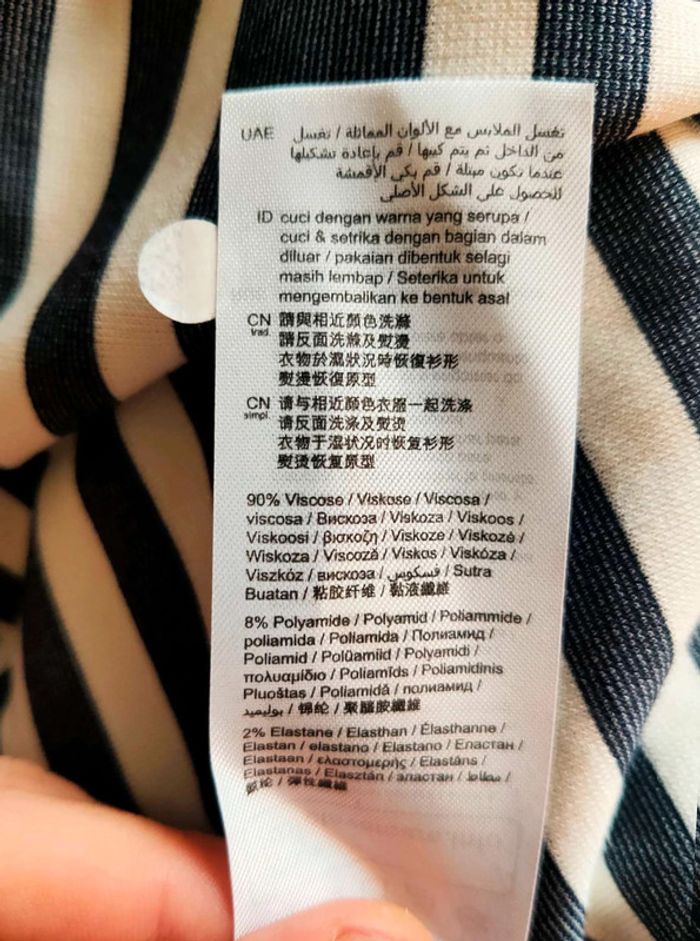 UAE تغسل الملابس مع الألوان المماثلة / تغسل
من الداخل ثم يتم كيها / قم بإعادة تشكيلها
عندما تكون مبتلة / قم بكي الأقمشة
للحصول على الشكل الأصلي
ID cuci dengan warna yang serupa /
cuci & setrika dengan bagian dalam
diluar / pakaian dibentuk selagi
masih lembap / Seterika untuk
mengembalikan ke bentuk asal
CN trad. 請與相近顏色洗滌
請反面洗滌及熨燙
衣物於濕狀況時恢復衫形
熨燙恢復原型
CN simpl. 请与相近颜色衣服一起洗涤
请反面洗涤及熨烫
衣物于湿状况时恢复衫形
熨烫恢复原型
90% Viscose / Viskose / Viscosa /
viscosa / Вискоза / Viskoza / Viskoos /
Viskoosi / βισκοζη / Viskoze / Viskozė /
Wiskoza / Viscoză / Viskos / Viskóza /
Viszkóz / вискоза / فسكوس / Sutra
Buatan / 粘胶纤维 / 黏液纖維
8% Polyamide / Polyamid / Poliammide /
poliamida / Poliamida / Полиамид /
Poliamid / Polüamiid / Polyamidi /
πολυαμίδιο / Poliamīds / Poliamidinis
Pluoštas / Poliamidă / полиамид /
بوليميد / 锦纶 / 聚醯胺纖維
2% Elastane / Elasthan / Élasthanne /
Elastan / elastano / Elastano / Еластан /
Elastaan / ελαστομερής / Elastāns /
Elastanas / Elasztán / эластан / مطاط /
氨纶 / 彈性纖維